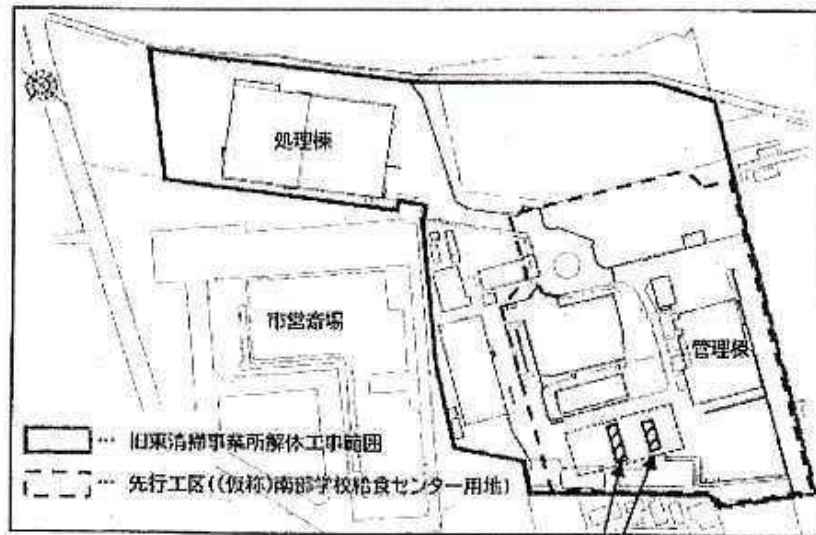 処理棟
市営斎場
管理棟
… 旧東清掃事業所解体工事範囲
… 先行工区((仮称)南部学校給食センター用地)